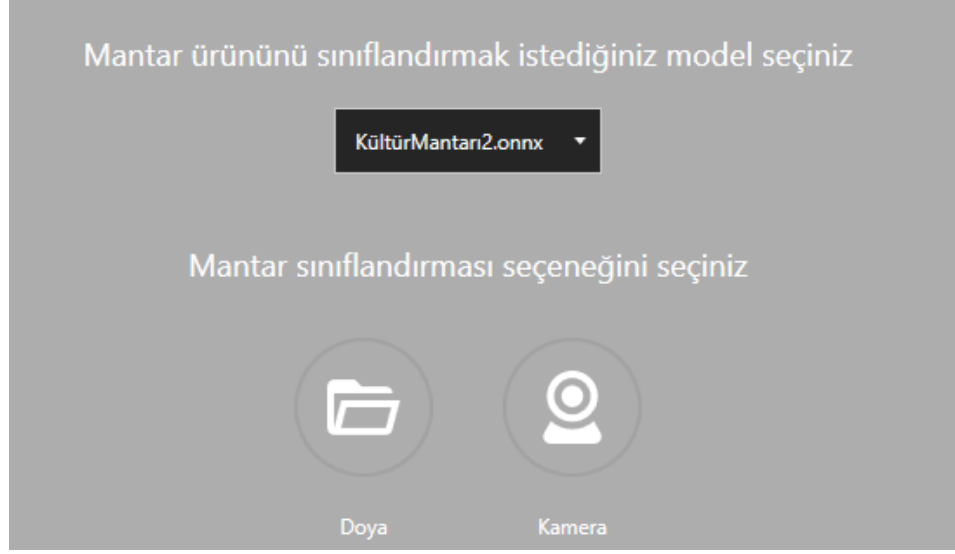 Mantar ürününü sınıflandırmak istediğiniz model seçiniz
KültürMantarı2.onnx
Mantar sınıflandırması seçeneğini seçiniz
Doya
Kamera